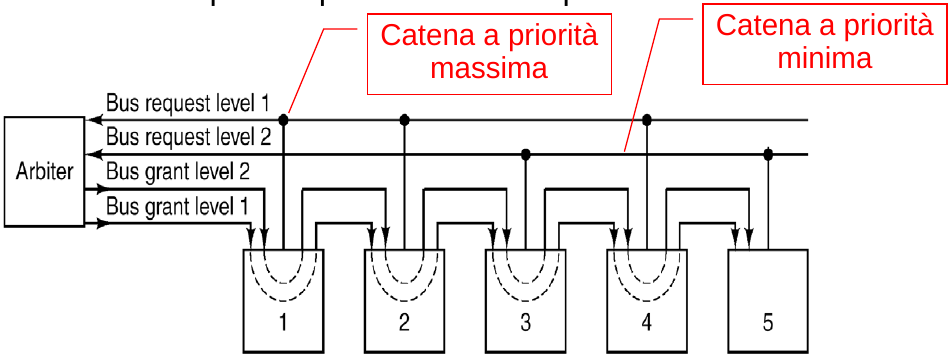 Catena a priorità
massima
Catena a priorità
minima
Bus request level 1
Bus request level 2
Bus grant level 2
Bus grant level 1
Arbiter
1
2
3
4
5